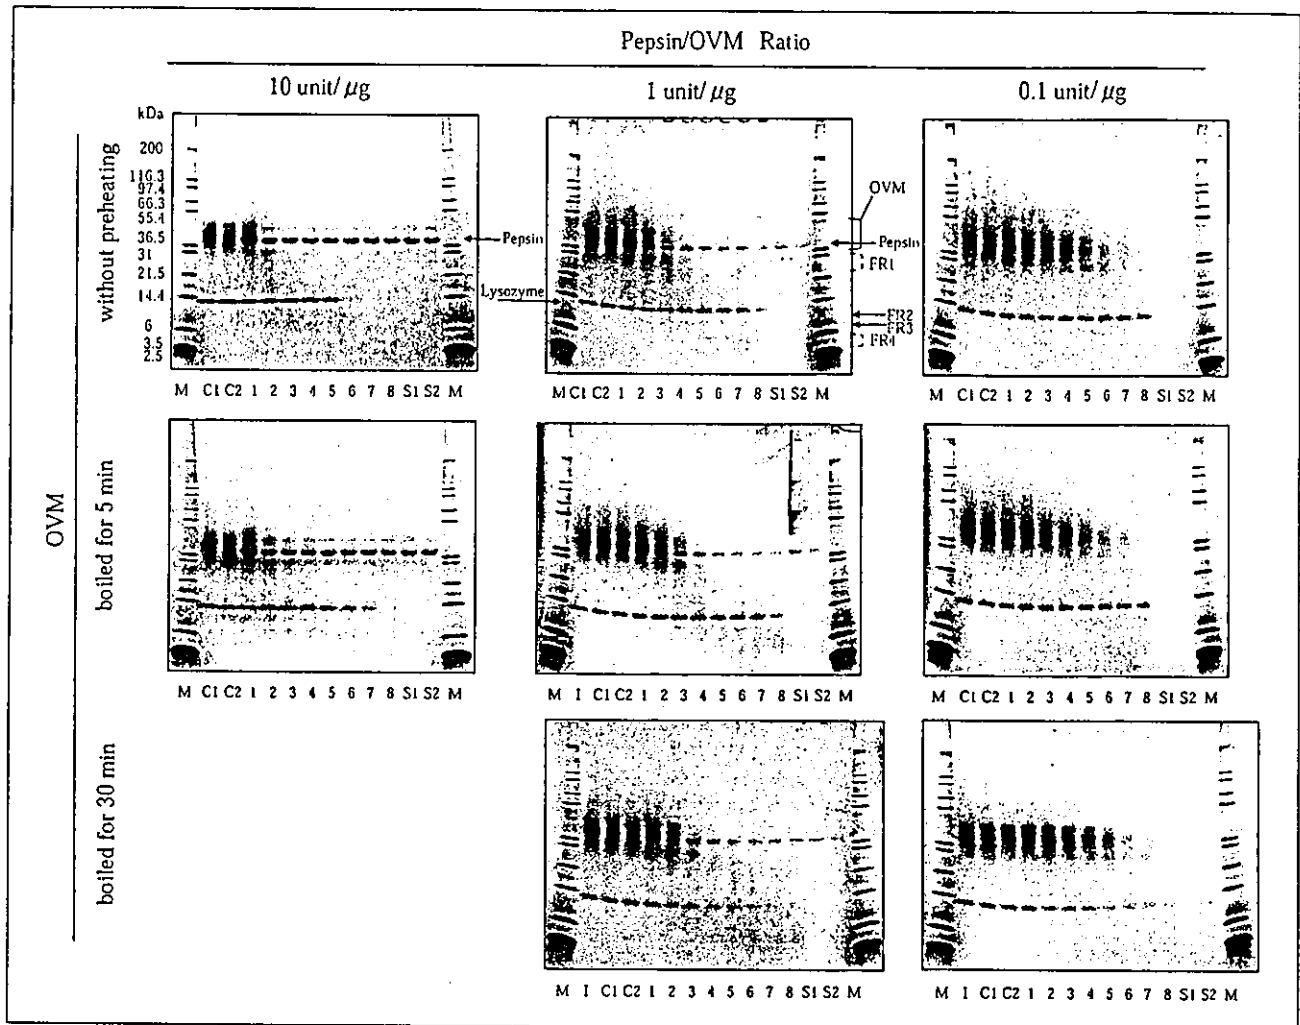 Pepsin/OVM Ratio
10 unit/ μg
1 unit/ μg
0.1 unit/ μg
OVM
without preheating
kDa
200
116.3
97.4
66.3
55.4
36.5
31
21.5
14.4
6
3.5
2.5
Pepsin
Lysozyme
OVM
Pepsin
FR1
FR2
FR3
FR4
M C1 C2 1 2 3 4 5 6 7 8 S1 S2 M
M C1 C2 1 2 3 4 5 6 7 8 S1 S2 M
M C1 C2 1 2 3 4 5 6 7 8 S1 S2 M
boiled for 5 min
M C1 C2 1 2 3 4 5 6 7 8 S1 S2 M
M I C1 C2 1 2 3 4 5 6 7 8 S1 S2 M
M C1 C2 1 2 3 4 5 6 7 8 S1 S2 M
boiled for 30 min
M I C1 C2 1 2 3 4 5 6 7 8 S1 S2 M
M I C1 C2 1 2 3 4 5 6 7 8 S1 S2 M